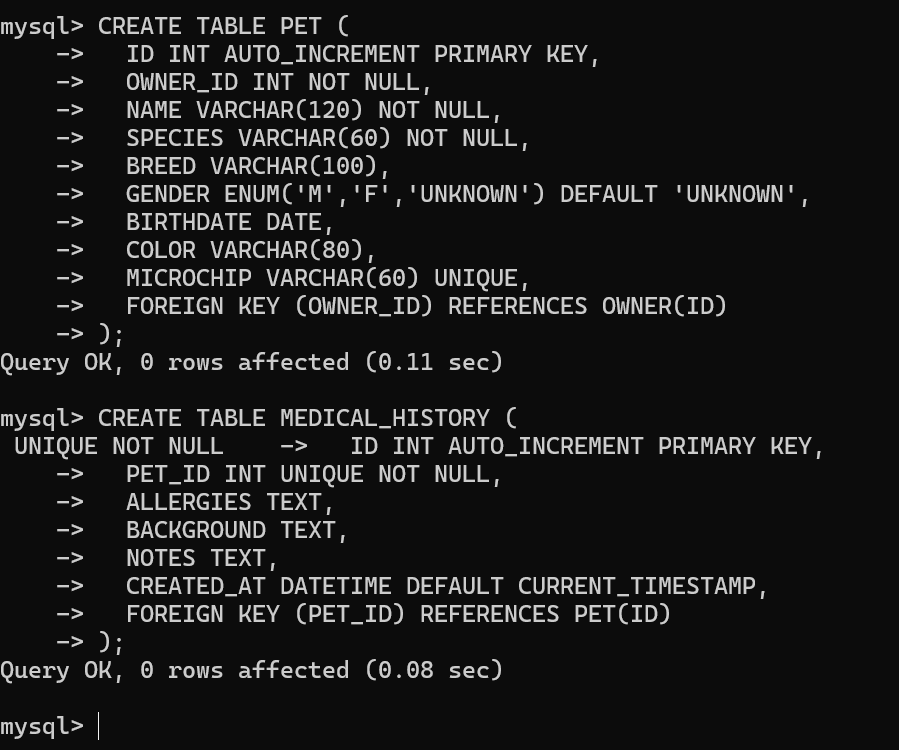 mysql> CREATE TABLE PET (
    ->   ID INT AUTO_INCREMENT PRIMARY KEY,
    ->   OWNER_ID INT NOT NULL,
    ->   NAME VARCHAR(120) NOT NULL,
    ->   SPECIES VARCHAR(60) NOT NULL,
    ->   BREED VARCHAR(100),
    ->   GENDER ENUM('M','F','UNKNOWN') DEFAULT 'UNKNOWN',
    ->   BIRTHDATE DATE,
    ->   COLOR VARCHAR(80),
    ->   MICROCHIP VARCHAR(60) UNIQUE,
    ->   FOREIGN KEY (OWNER_ID) REFERENCES OWNER(ID)
    -> );
Query OK, 0 rows affected (0.11 sec)

mysql> CREATE TABLE MEDICAL_HISTORY (
 UNIQUE NOT NULL    ->   ID INT AUTO_INCREMENT PRIMARY KEY,
    ->   PET_ID INT UNIQUE NOT NULL,
    ->   ALLERGIES TEXT,
    ->   BACKGROUND TEXT,
    ->   NOTES TEXT,
    ->   CREATED_AT DATETIME DEFAULT CURRENT_TIMESTAMP,
    ->   FOREIGN KEY (PET_ID) REFERENCES PET(ID)
    -> );
Query OK, 0 rows affected (0.08 sec)

mysql>